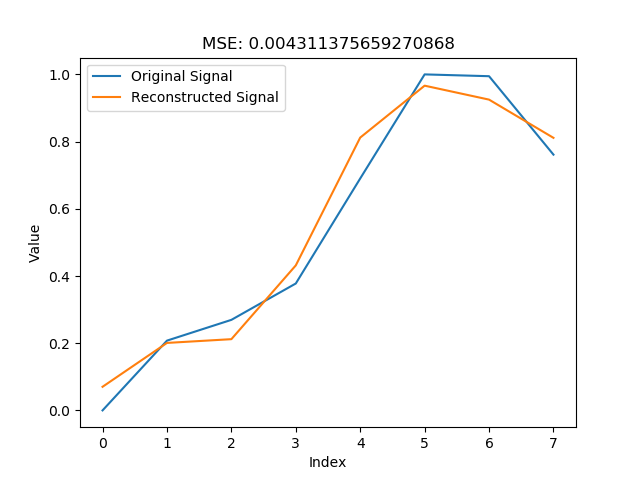 MSE: 0.004311375659270868
Original Signal
Reconstructed Signal
1.0
0.8
0.6
0.4
0.2
0.0
Value
0 1 2 3 4 5 6 7
Index